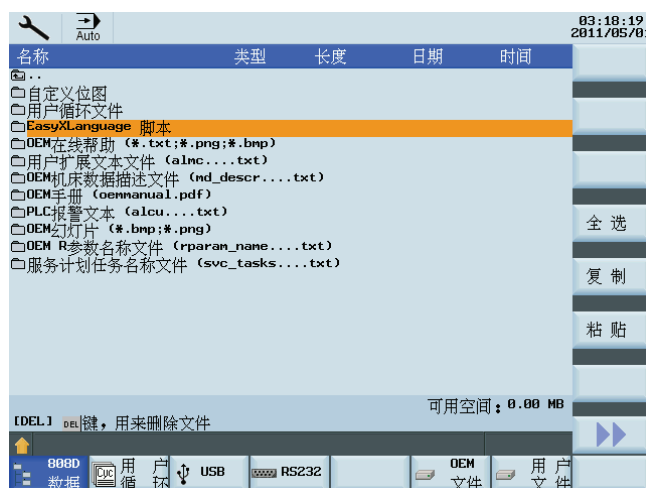 03:18:19
Auto
2011/05/0
名称 类型 长度 日期 时间
..
自定义位图
用户循环文件
EasyXLanguage 脚本
OEM在线帮助 (*.txt;*.png;*.bmp)
用户扩展文本文件 (almc....txt)
OEM机床数据描述文件 (md_descr....txt)
OEM手册 (oemmanual.pdf)
PLC报警文本 (alcu....txt)
OEM幻灯片 (*.bmp;*.png)
OEM R参数名称文件 (rparam_name....txt)
服务计划任务名称文件 (svc_tasks....txt)
全选
复制
粘贴
可用空间: 0.00 MB
[DEL] DEL键，用来删除文件
808D 数据
Cyc 用户循环
USB
RS232
OEM 文件
用户文件